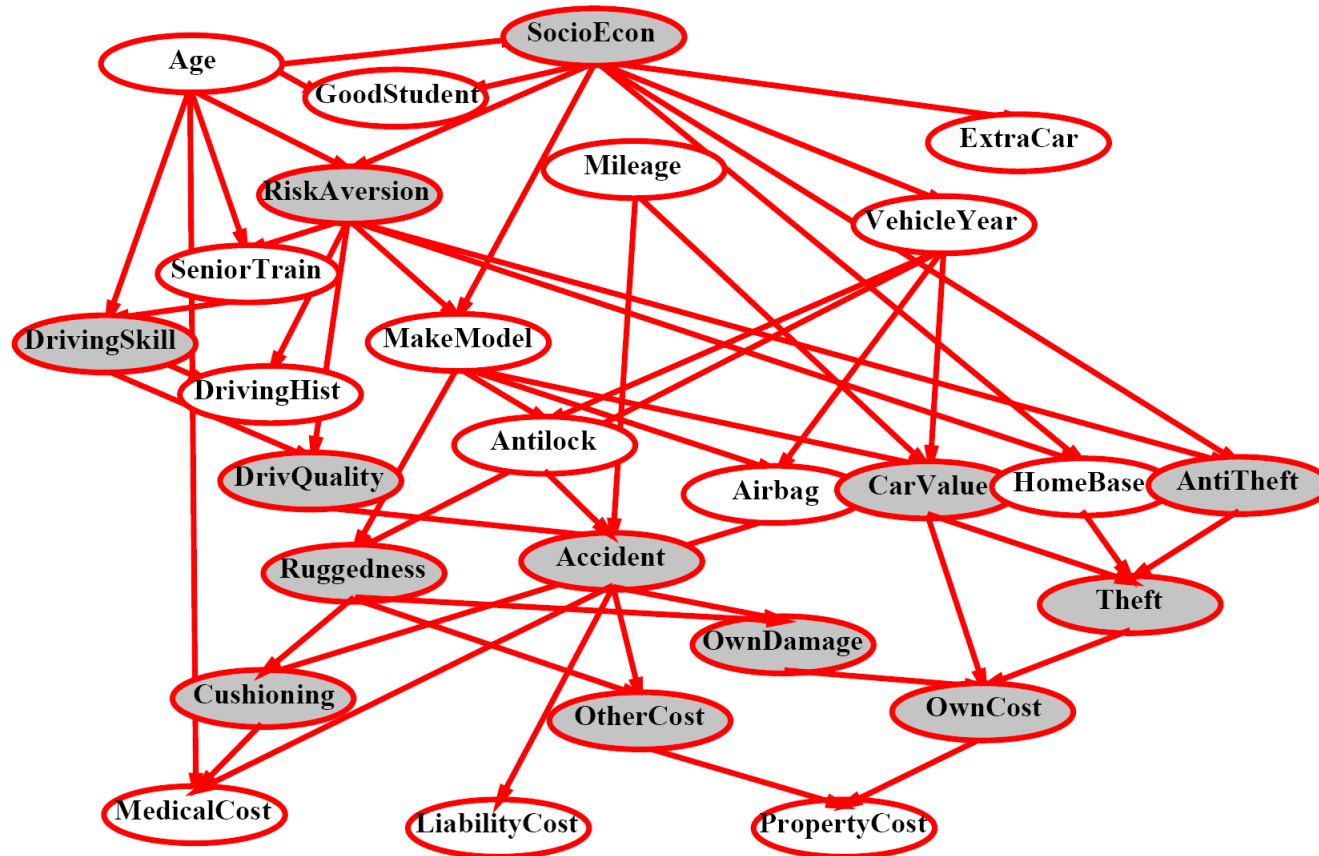 SocioEcon
Age
GoodStudent
ExtraCar
Mileage
RiskAversion
VehicleYear
SeniorTrain
DrivingSkill
MakeModel
DrivingHist
Antilock
DrivQuality
Airbag
CarValue
HomeBase
AntiTheft
Ruggedness
Accident
Theft
OwnDamage
Cushioning
OtherCost
OwnCost
MedicalCost
LiabilityCost
PropertyCost